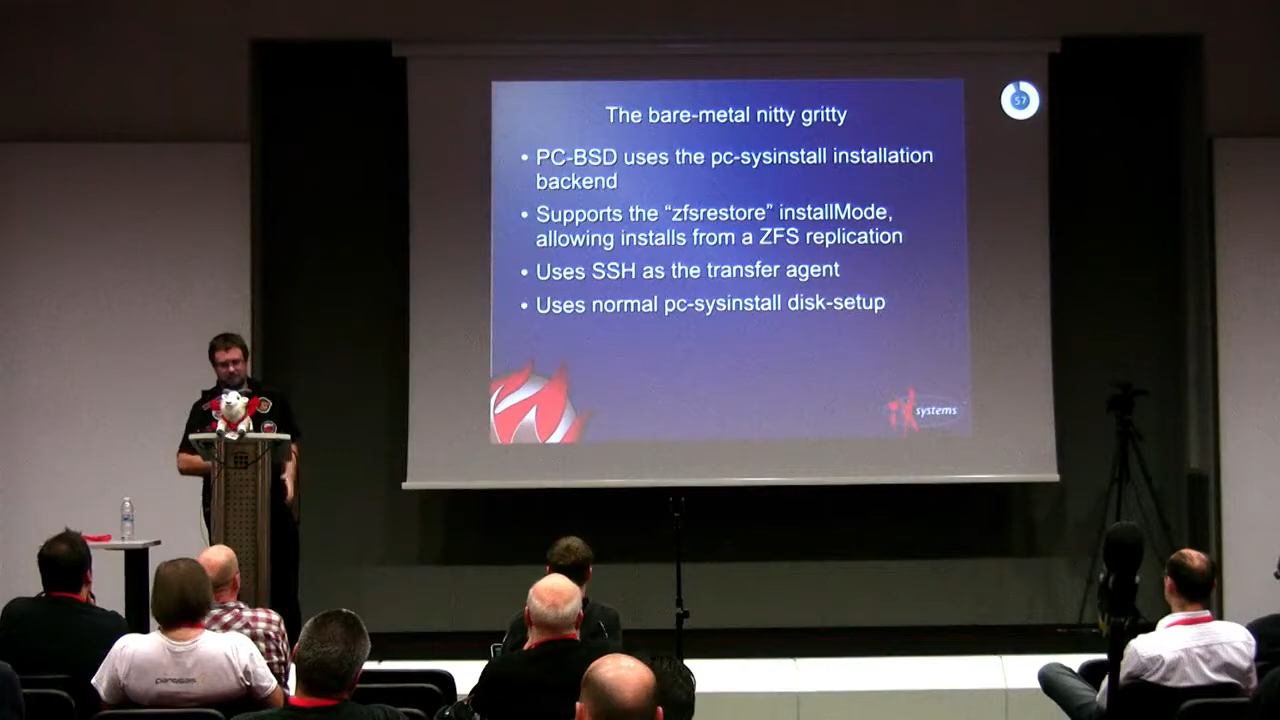 The bare-metal nitty gritty
57
• PC-BSD uses the pc-sysinstall installation
backend
• Supports the “zfsrestore” installMode,
allowing installs from a ZFS replication
• Uses SSH as the transfer agent
• Uses normal pc-sysinstall disk-setup
iX systems